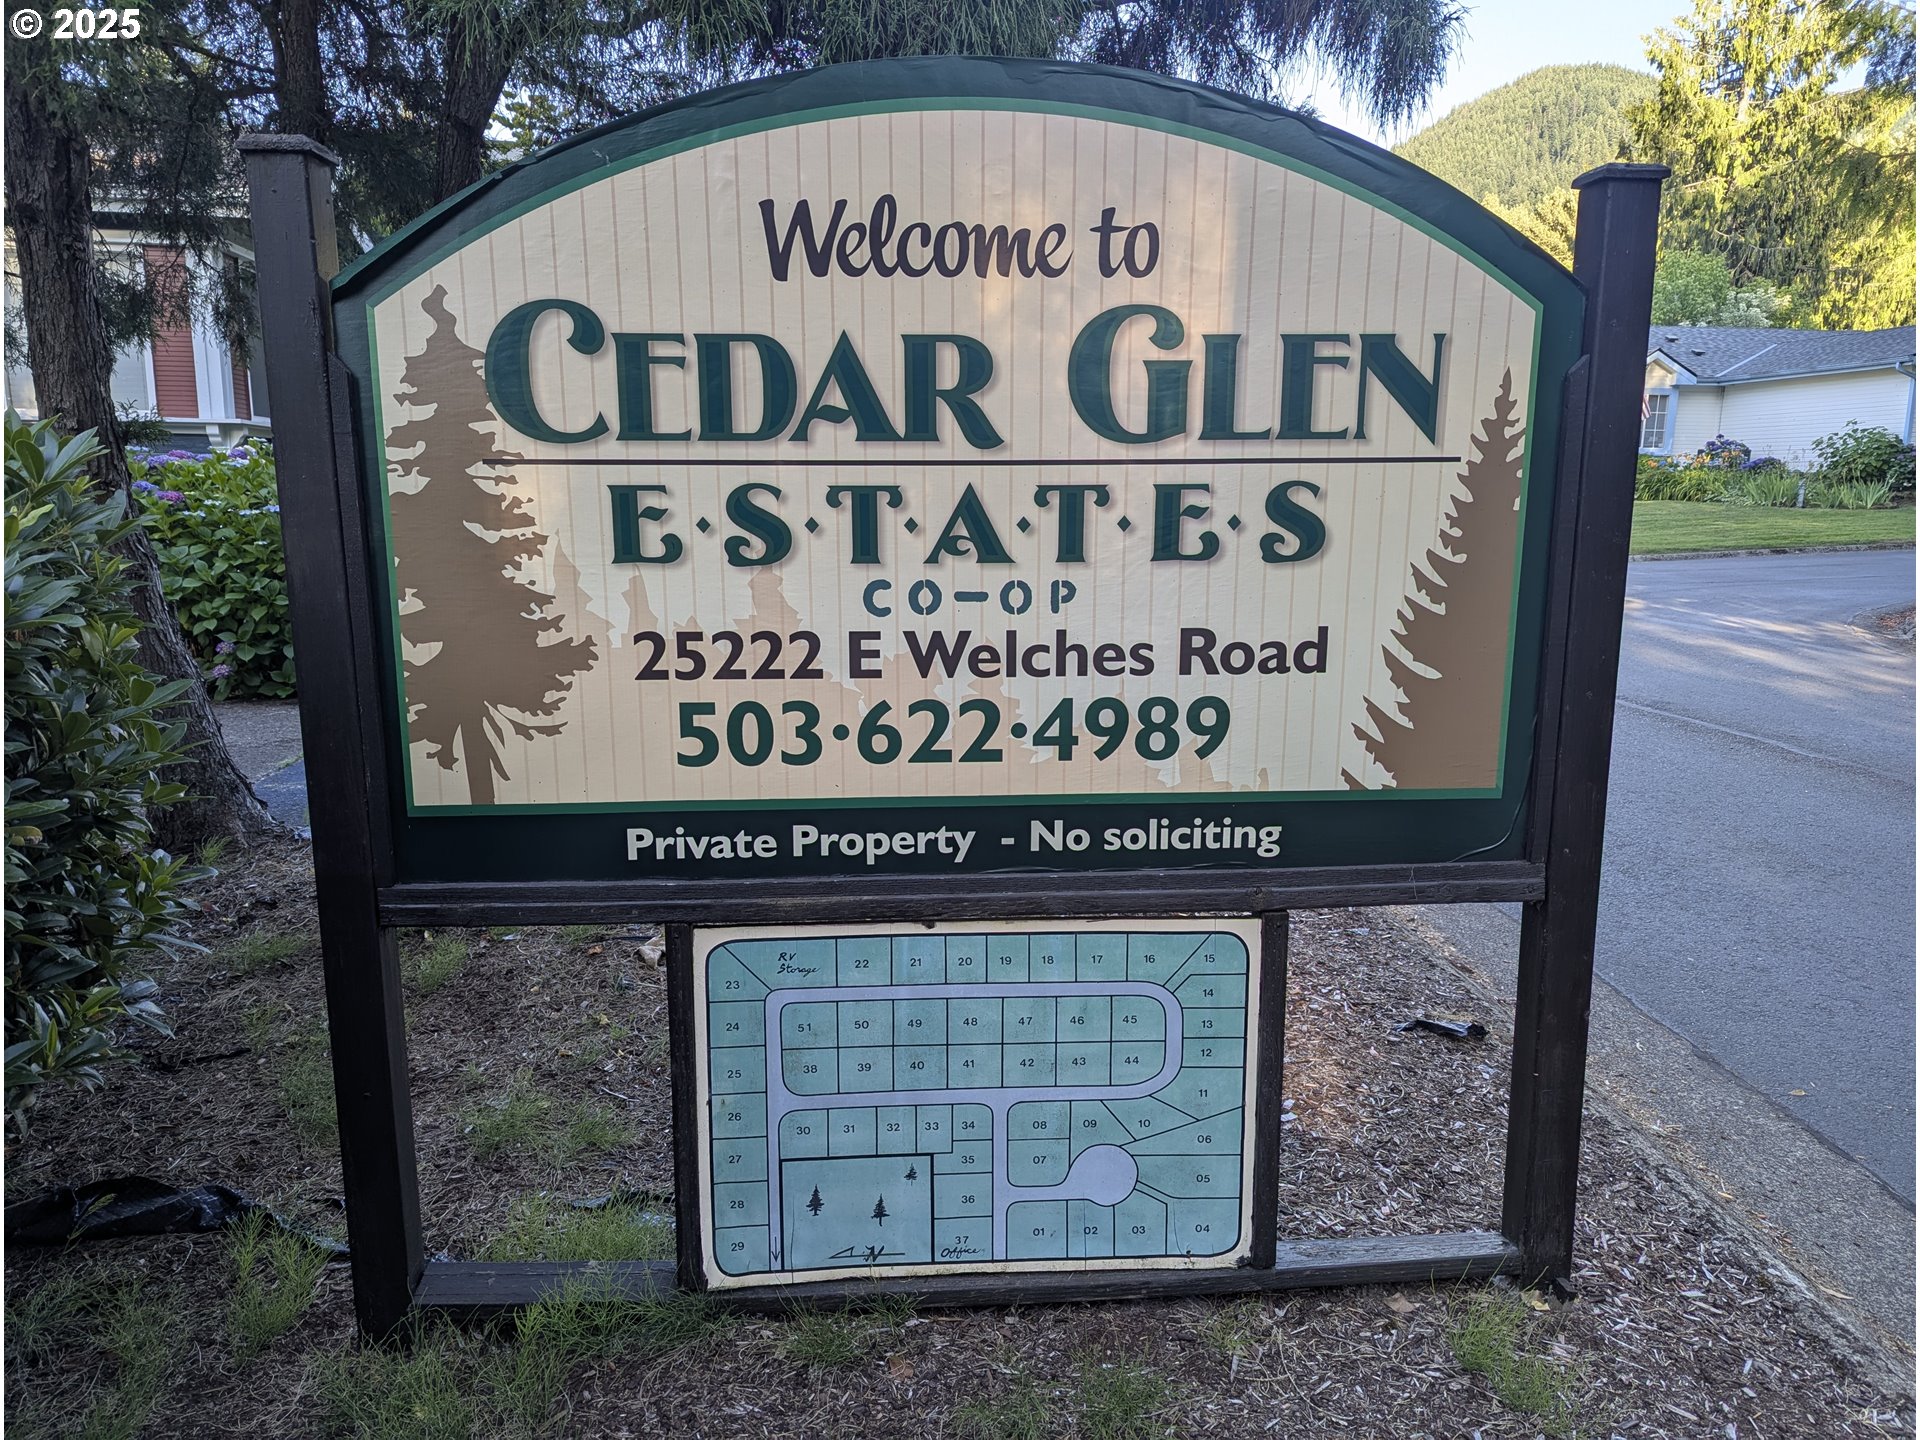 © 2025
Welcome to
CEDAR GLEN
E·S·T·A·T·E·S
CO-OP
25222 E Welches Road
503·622·4989
Private Property - No soliciting
RV
Storage
22 21 20 19 18 17 16 15
23
14
24 51 50 49 48 47 46 45 13
25 38 39 40 41 42 43 44 12
11
26 30 31 32 33 34 08 09 10
06
27 35 07
05
28 36
29 37 01 02 03 04
N Office